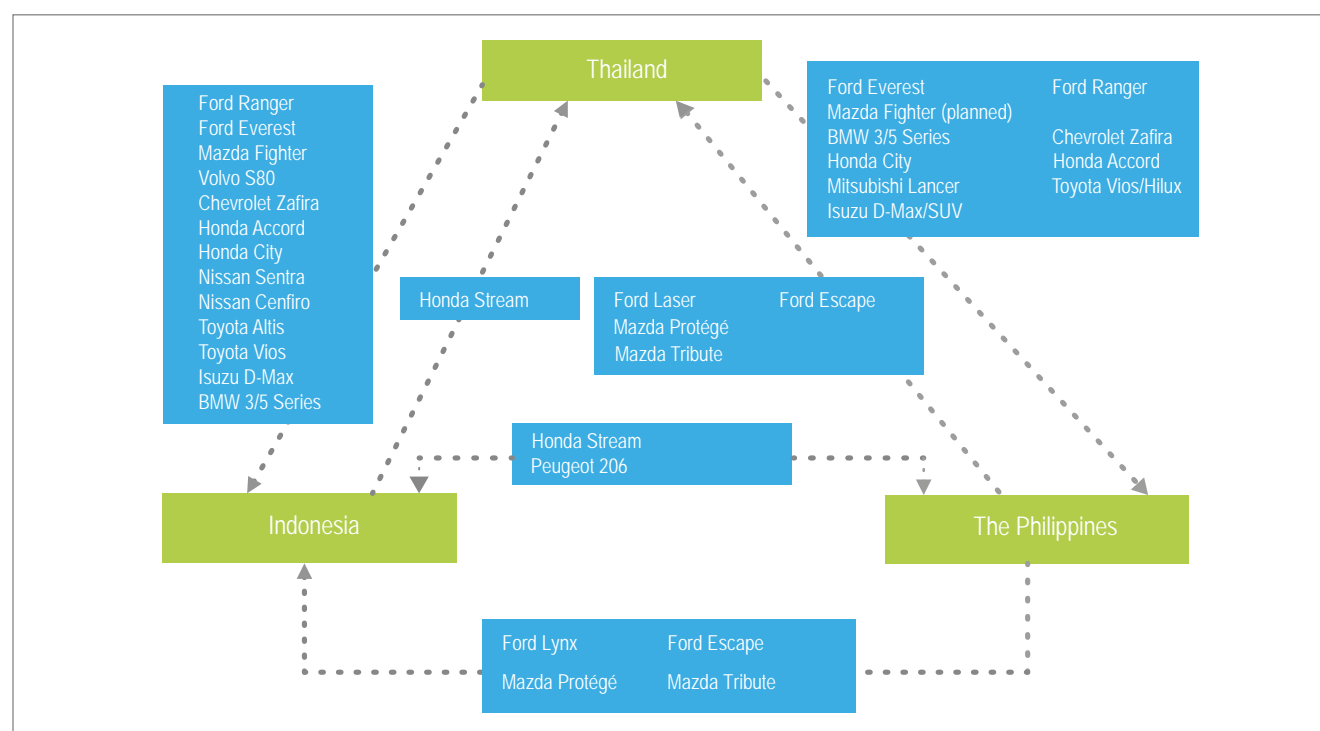 Thailand
Ford Ranger
Ford Everest
Mazda Fighter
Volvo S80
Chevrolet Zafira
Honda Accord
Honda City
Nissan Sentra
Nissan Cenfiro
Toyota Altis
Toyota Vios
Isuzu D-Max
BMW 3/5 Series
Ford Everest Ford Ranger
Mazda Fighter (planned)
BMW 3/5 Series Chevrolet Zafira
Honda City Honda Accord
Mitsubishi Lancer Toyota Vios/Hilux
Isuzu D-Max/SUV
Honda Stream
Ford Laser Ford Escape
Mazda Protégé
Mazda Tribute
Honda Stream
Peugeot 206
Indonesia
The Philippines
Ford Lynx Ford Escape
Mazda Protégé Mazda Tribute